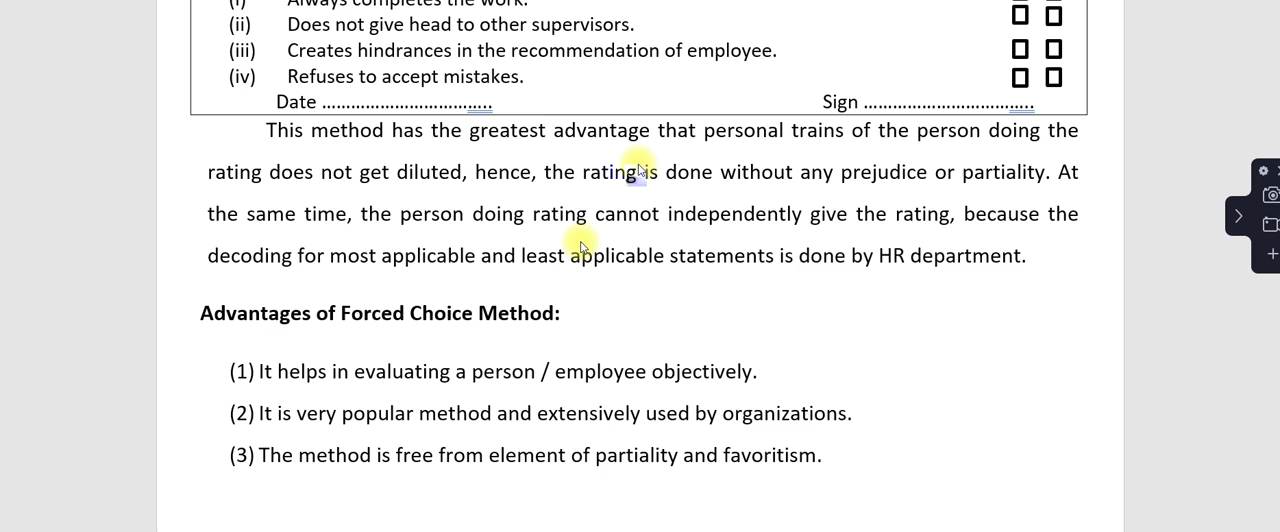 (i) Always completes the work.
(ii) Does not give head to other supervisors.
(iii) Creates hindrances in the recommendation of employee.
(iv) Refuses to accept mistakes.
Date ...................................... Sign ......................................
This method has the greatest advantage that personal trains of the person doing the
rating does not get diluted, hence, the rating is done without any prejudice or partiality. At
the same time, the person doing rating cannot independently give the rating, because the
decoding for most applicable and least applicable statements is done by HR department.
Advantages of Forced Choice Method:
(1) It helps in evaluating a person / employee objectively.
(2) It is very popular method and extensively used by organizations.
(3) The method is free from element of partiality and favoritism.